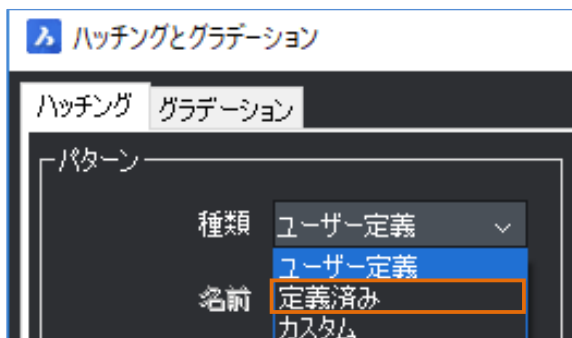 ハッチングとグラデーション
ハッチング グラデーション
パターン
種類 ユーザー定義
ユーザー定義
名前 定義済み
カスタム